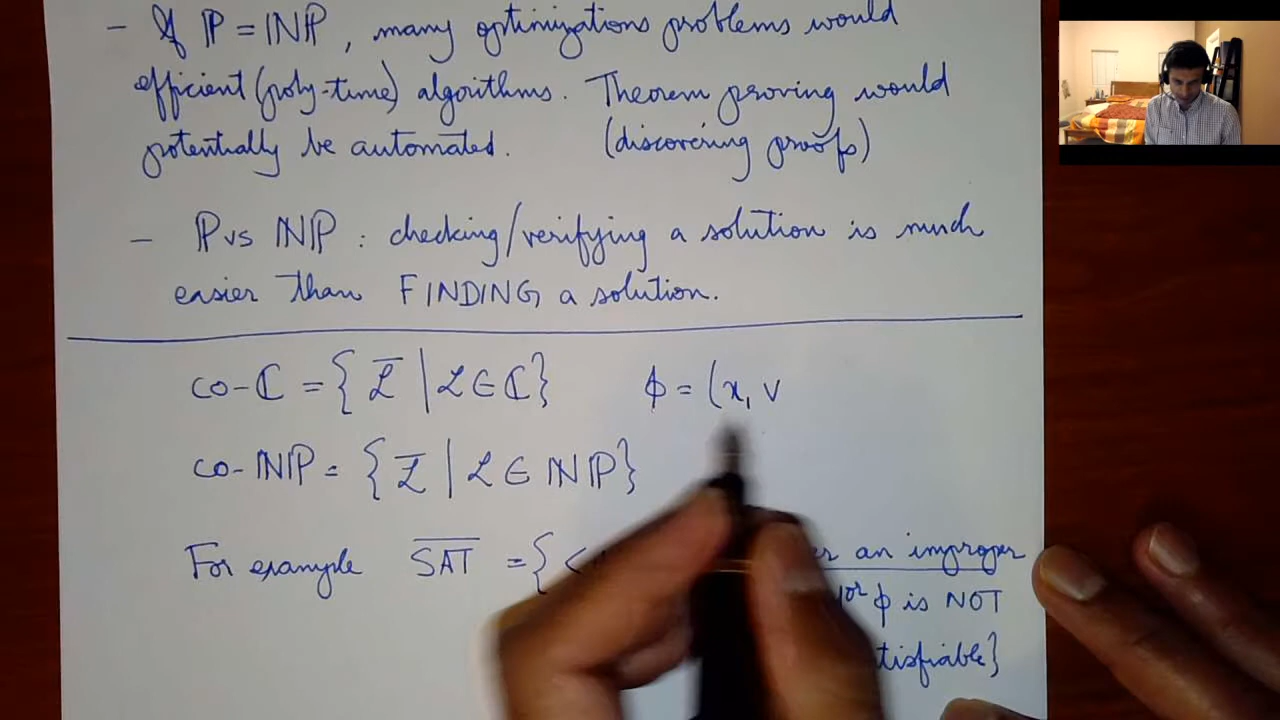 - If P = NP, many optimizations problems would
efficient (poly-time) algorithms. Theorem proving would
potentially be automated. (discovering proofs)
- P vs NP : checking/verifying a solution is much
easier than FINDING a solution.
co-ℂ = { L̅ | L ∈ ℂ } ϕ = (x₁ ∨
co-NP = { L̅ | L ∈ NP }
For example S̅A̅T̅ = { < an improper
or ϕ is NOT
tisfiable}